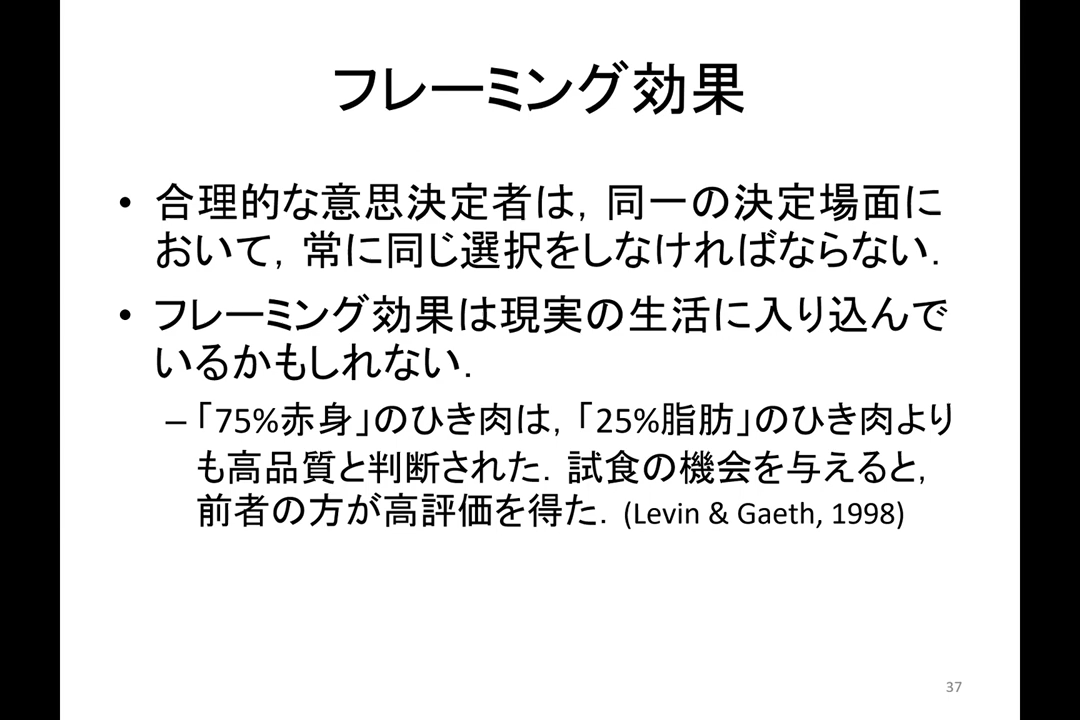 フレーミング効果
• 合理的な意思決定者は，同一の決定場面に
おいて，常に同じ選択をしなければならない．
• フレーミング効果は現実の生活に入り込んで
いるかもしれない．
–「75%赤身」のひき肉は，「25%脂肪」のひき肉より
も高品質と判断された．試食の機会を与えると，
前者の方が高評価を得た．(Levin & Gaeth, 1998)
37